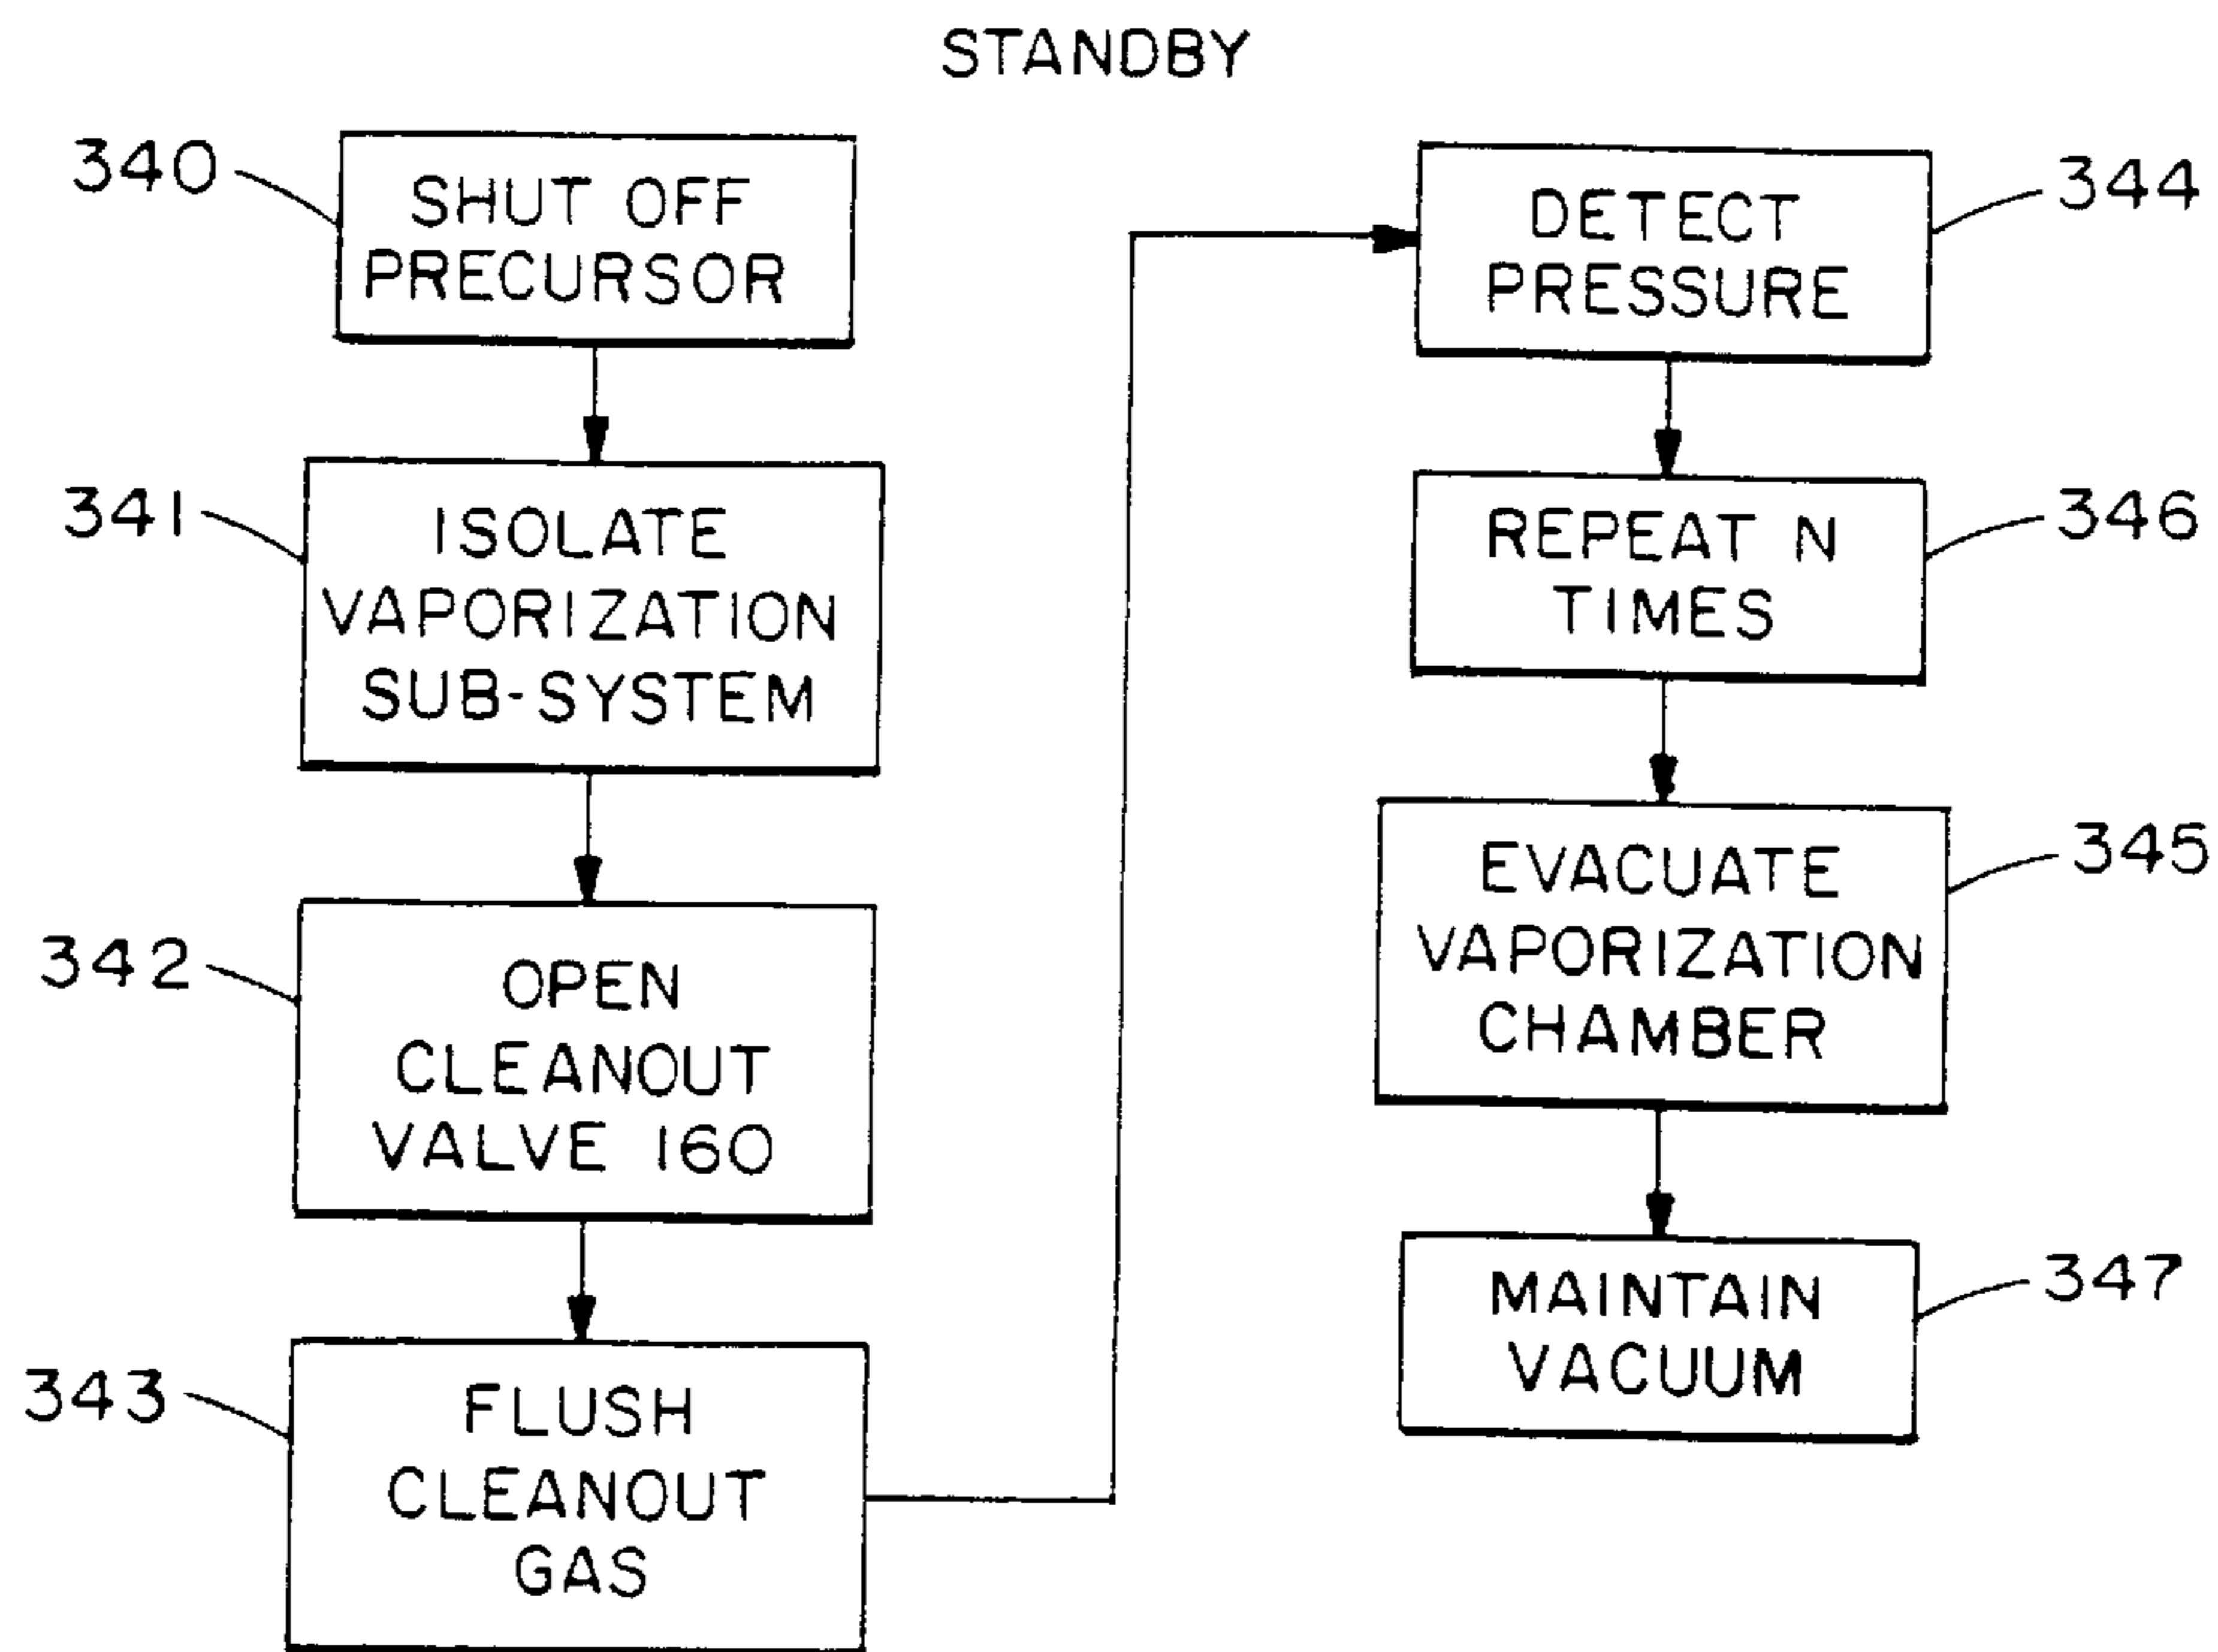 STANDBY
340
SHUT OFF
PRECURSOR
341
ISOLATE
VAPORIZATION
SUB-SYSTEM
342
OPEN
CLEANOUT
VALVE 160
343
FLUSH
CLEANOUT
GAS
344
DETECT
PRESSURE
346
REPEAT N
TIMES
345
EVACUATE
VAPORIZATION
CHAMBER
347
MAINTAIN
VACUUM